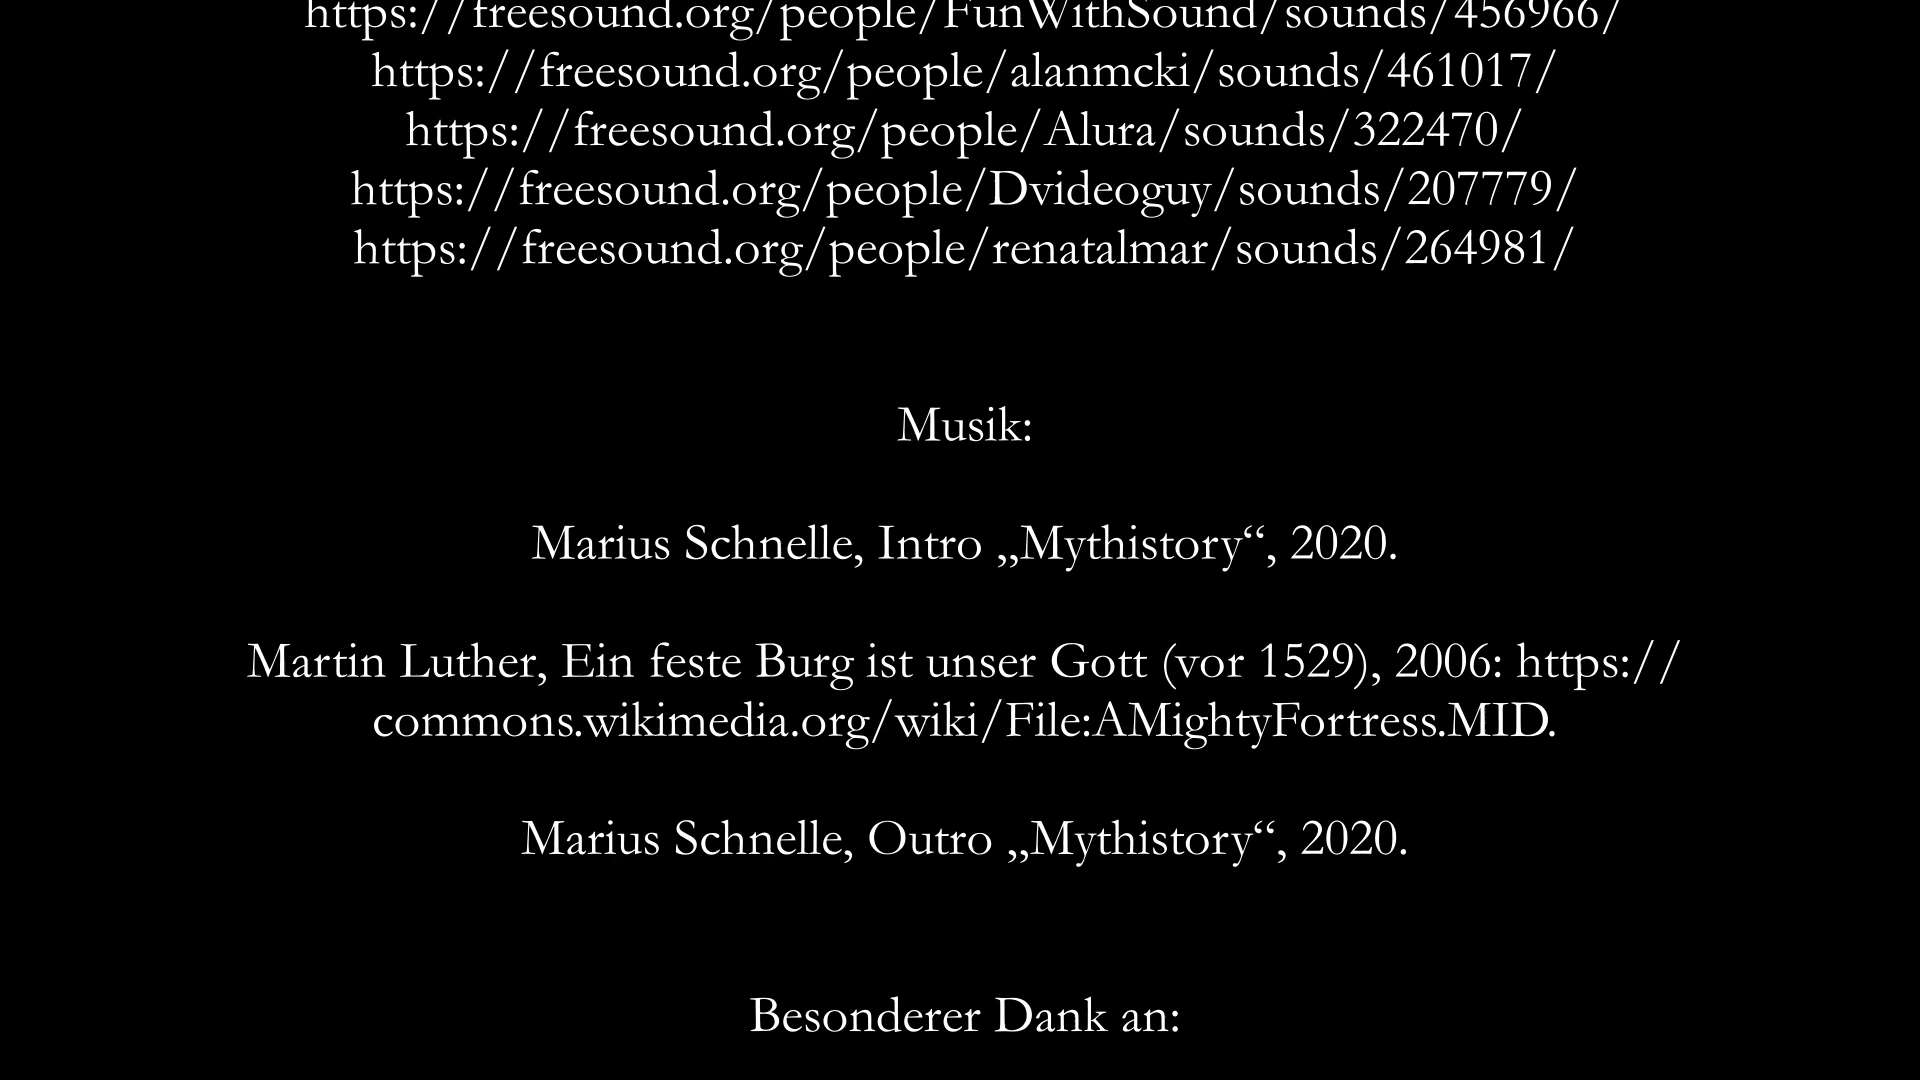 https://freesound.org/people/FunWithSound/sounds/456966/
https://freesound.org/people/alanmcki/sounds/461017/
https://freesound.org/people/Alura/sounds/322470/
https://freesound.org/people/Dvideoguy/sounds/207779/
https://freesound.org/people/renatalmar/sounds/264981/
Musik:
Marius Schnelle, Intro „Mythistory“, 2020.
Martin Luther, Ein feste Burg ist unser Gott (vor 1529), 2006: https://
commons.wikimedia.org/wiki/File:AMightyFortress.MID.
Marius Schnelle, Outro „Mythistory“, 2020.
Besonderer Dank an: